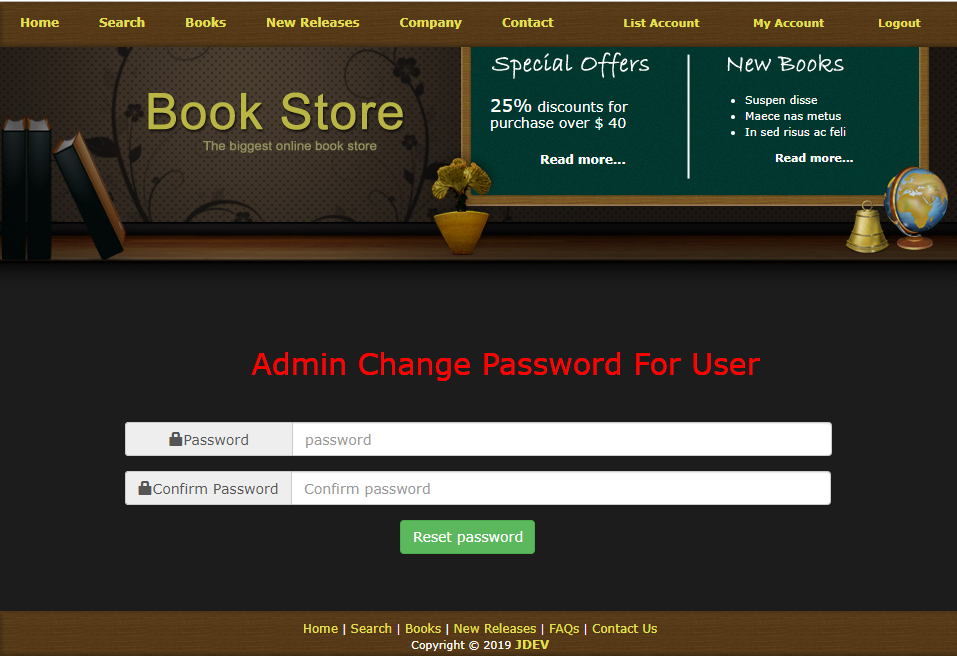 Home Search Books New Releases Company Contact List Account My Account Logout
Book Store
The biggest online book store
Special Offers
25% discounts for
purchase over $ 40
Read more...
New Books
Suspen disse
Maece nas metus
In sed risus ac feli
Read more...
Admin Change Password For User
Password password
Confirm Password Confirm password
Reset password
Home | Search | Books | New Releases | FAQs | Contact Us
Copyright © 2019 JDEV